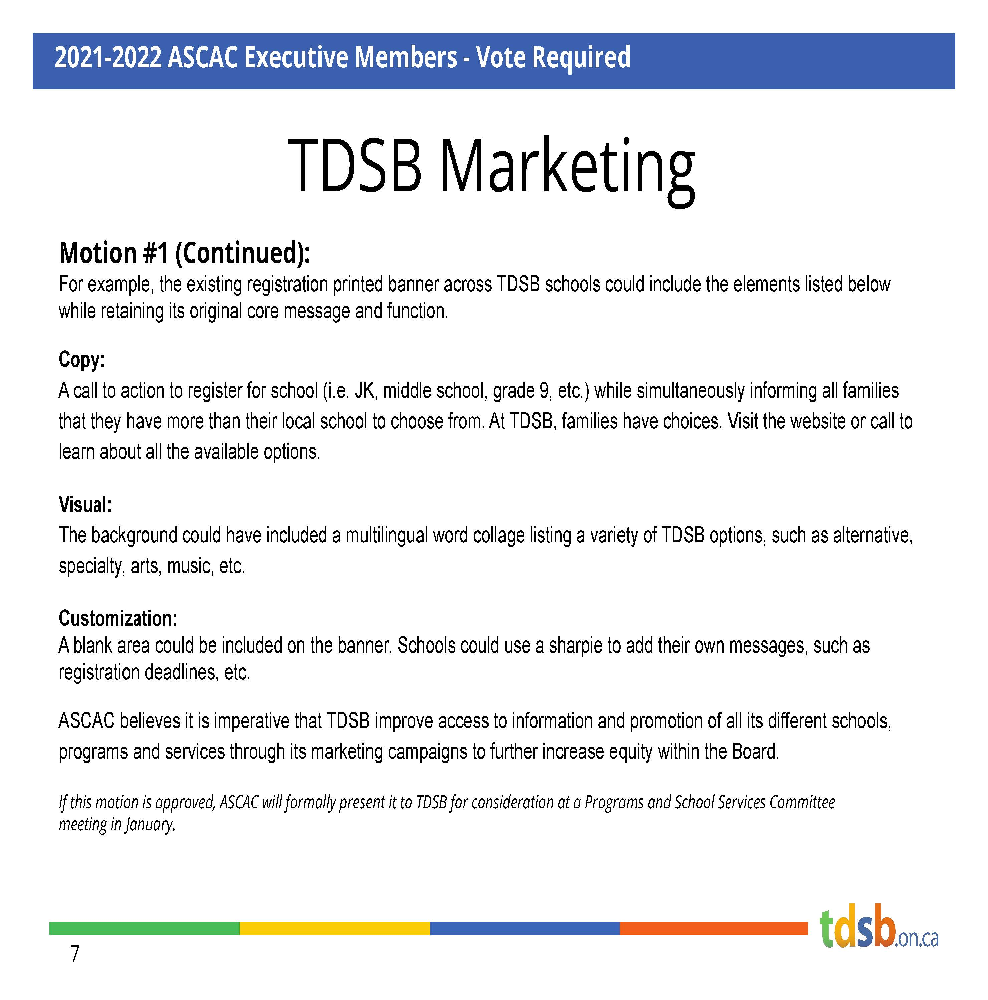 2021-2022 ASCAC Executive Members - Vote Required
TDSB Marketing
Motion #1 (Continued):
For example, the existing registration printed banner across TDSB schools could include the elements listed below
while retaining its original core message and function.
Copy:
A call to action to register for school (i.e. JK, middle school, grade 9, etc.) while simultaneously informing all families
that they have more than their local school to choose from. At TDSB, families have choices. Visit the website or call to
learn about all the available options.
Visual:
The background could have included a multilingual word collage listing a variety of TDSB options, such as alternative,
specialty, arts, music, etc.
Customization:
A blank area could be included on the banner. Schools could use a sharpie to add their own messages, such as
registration deadlines, etc.
ASCAC believes it is imperative that TDSB improve access to information and promotion of all its different schools,
programs and services through its marketing campaigns to further increase equity within the Board.
If this motion is approved, ASCAC will formally present it to TDSB for consideration at a Programs and School Services Committee
meeting in January.
tdsb.on.ca
7